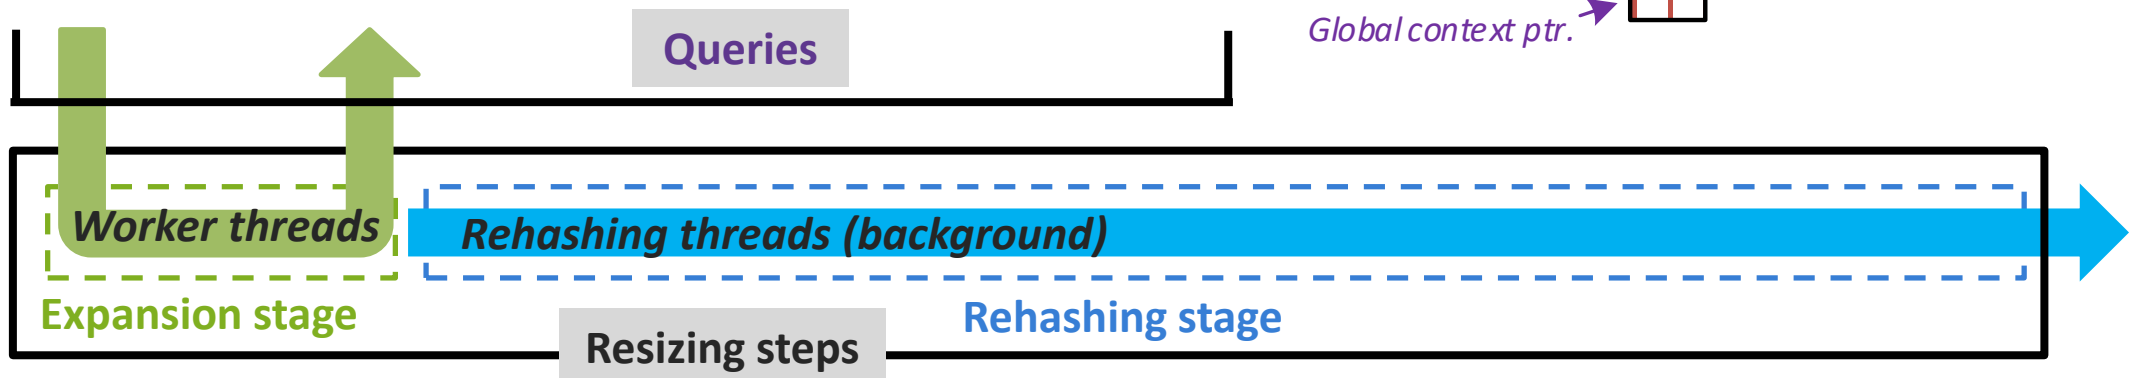 Queries
Global context ptr.
Worker threads
Rehashing threads (background)
Expansion stage
Rehashing stage
Resizing steps